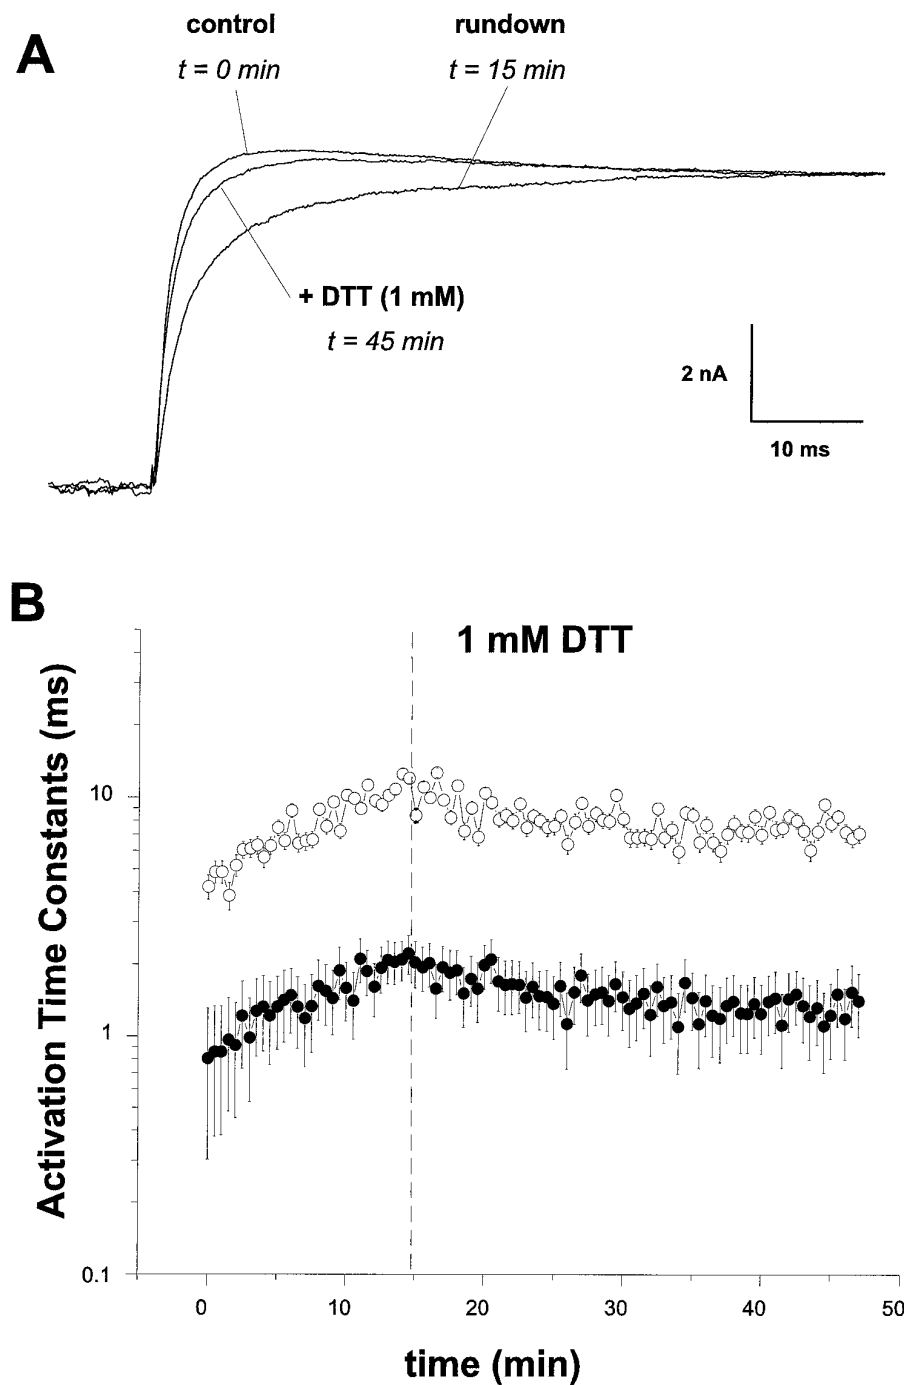 A
control
rundown
t = 0 min
t = 15 min
+ DTT (1 mM)
t = 45 min
2 nA
10 ms
B
1 mM DTT
Activation Time Constants (ms)
10
1
0.1
0
10
20
30
40
50
time (min)